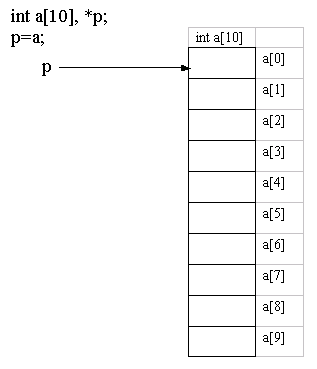 int a[10], *p;
p=a;
int a[10]
p
a[0]
a[1]
a[2]
a[3]
a[4]
a[5]
a[6]
a[7]
a[8]
a[9]